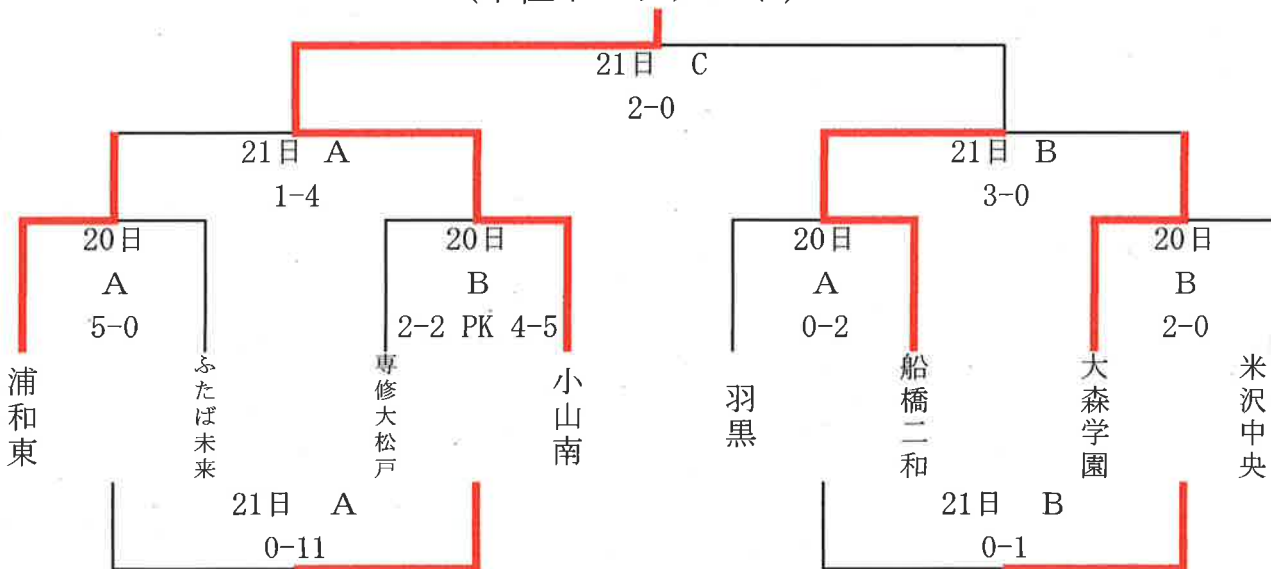 21日 C
2-0
21日 A
1-4
21日 B
3-0
20日
A
5-0
20日
B
2-2 PK 4-5
20日
A
0-2
20日
B
2-0
浦和東
ふたば未来
専修大松戸
小山南
羽黒
船橋二和
大森学園
米沢中央
21日 A
0-11
21日 B
0-1